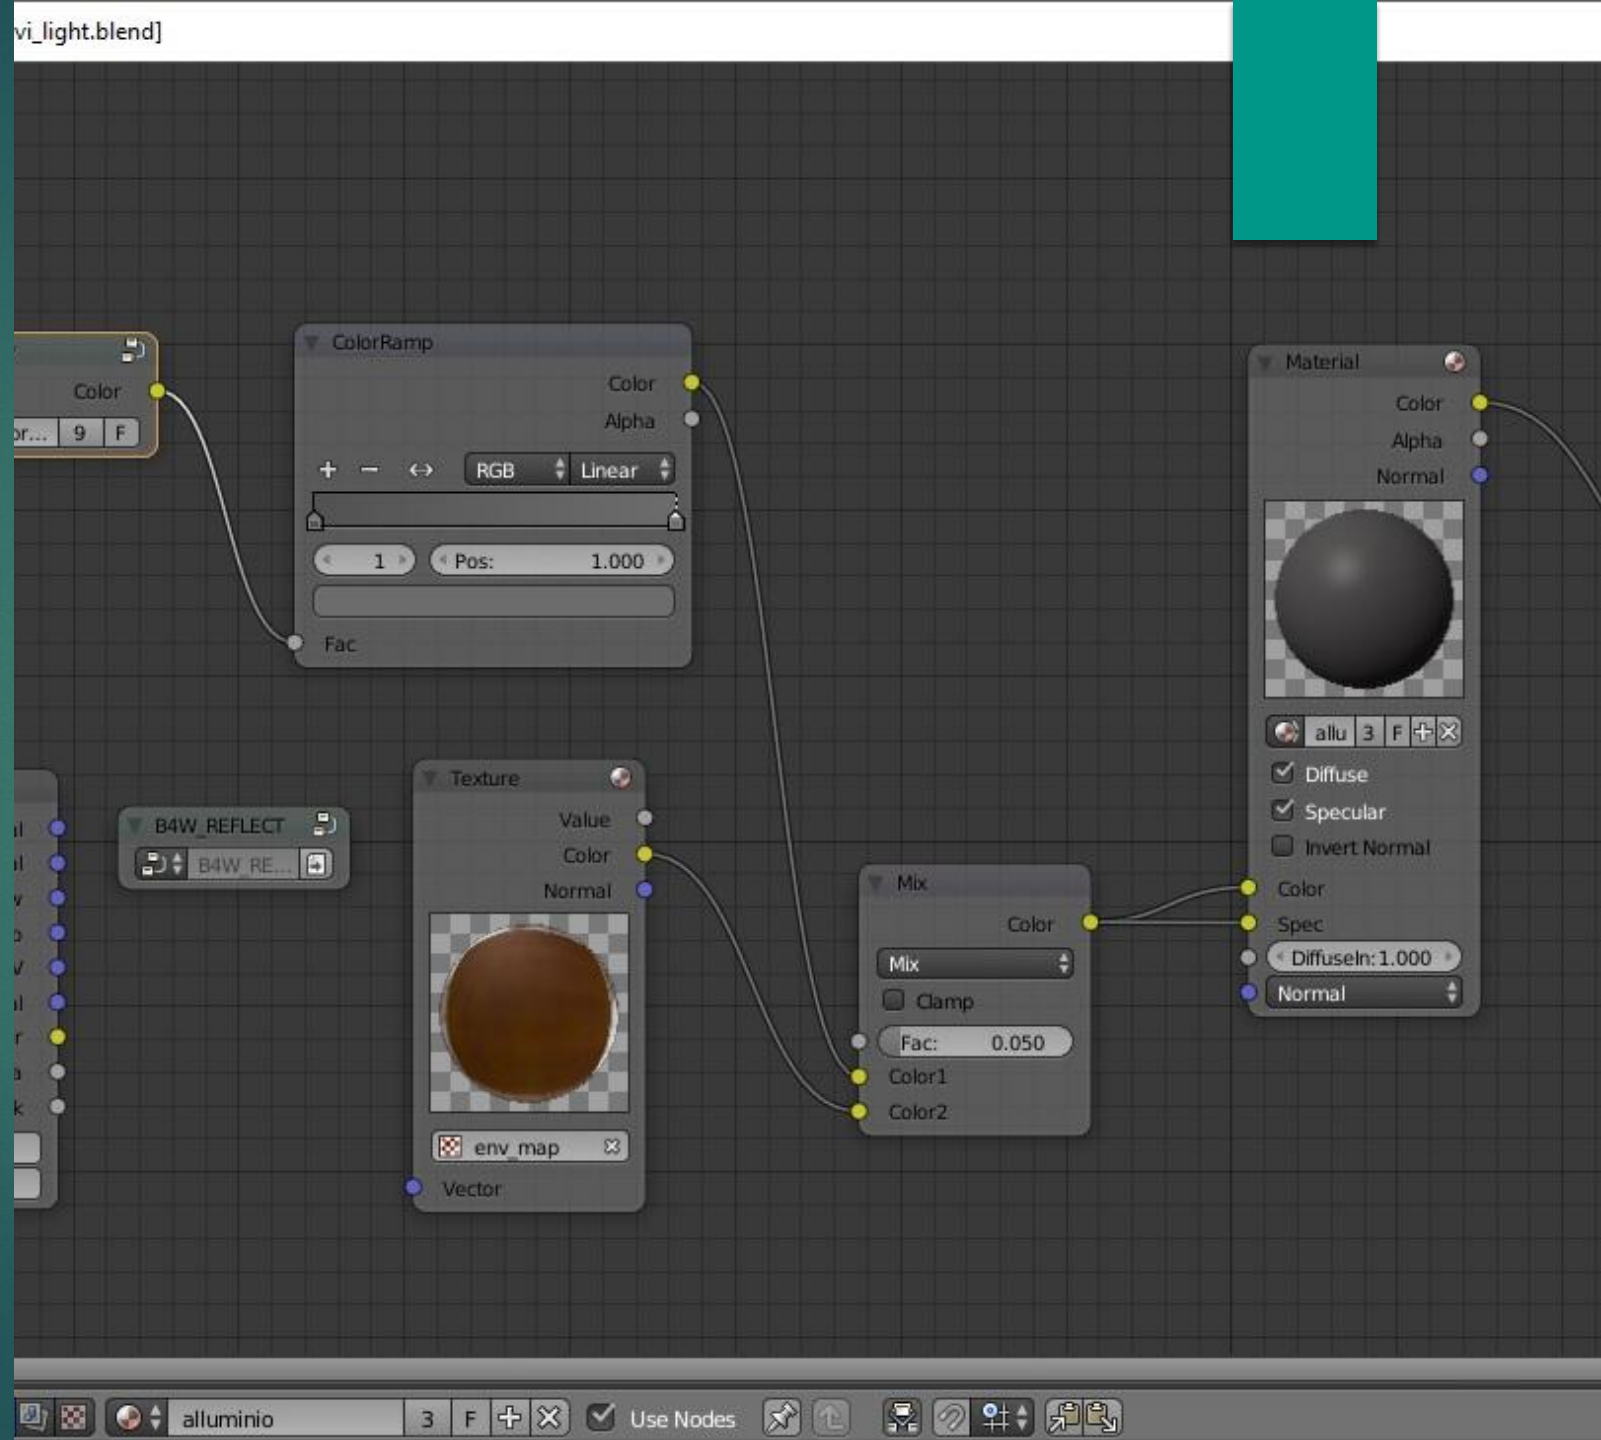 vi_light.blend]
Color
or... 9 F
ColorRamp
Color
Alpha
+ − ↔ RGB Linear
1 Pos: 1.000
Fac
B4W_REFLECT
B4W_RE...
Texture
Value
Color
Normal
env_map
Vector
Mix
Color
Mix
Clamp
Fac: 0.050
Color1
Color2
Material
Color
Alpha
Normal
allu 3 F
Diffuse
Specular
Invert Normal
Color
Spec
DiffuseIn: 1.000
Normal
alluminio 3 F Use Nodes